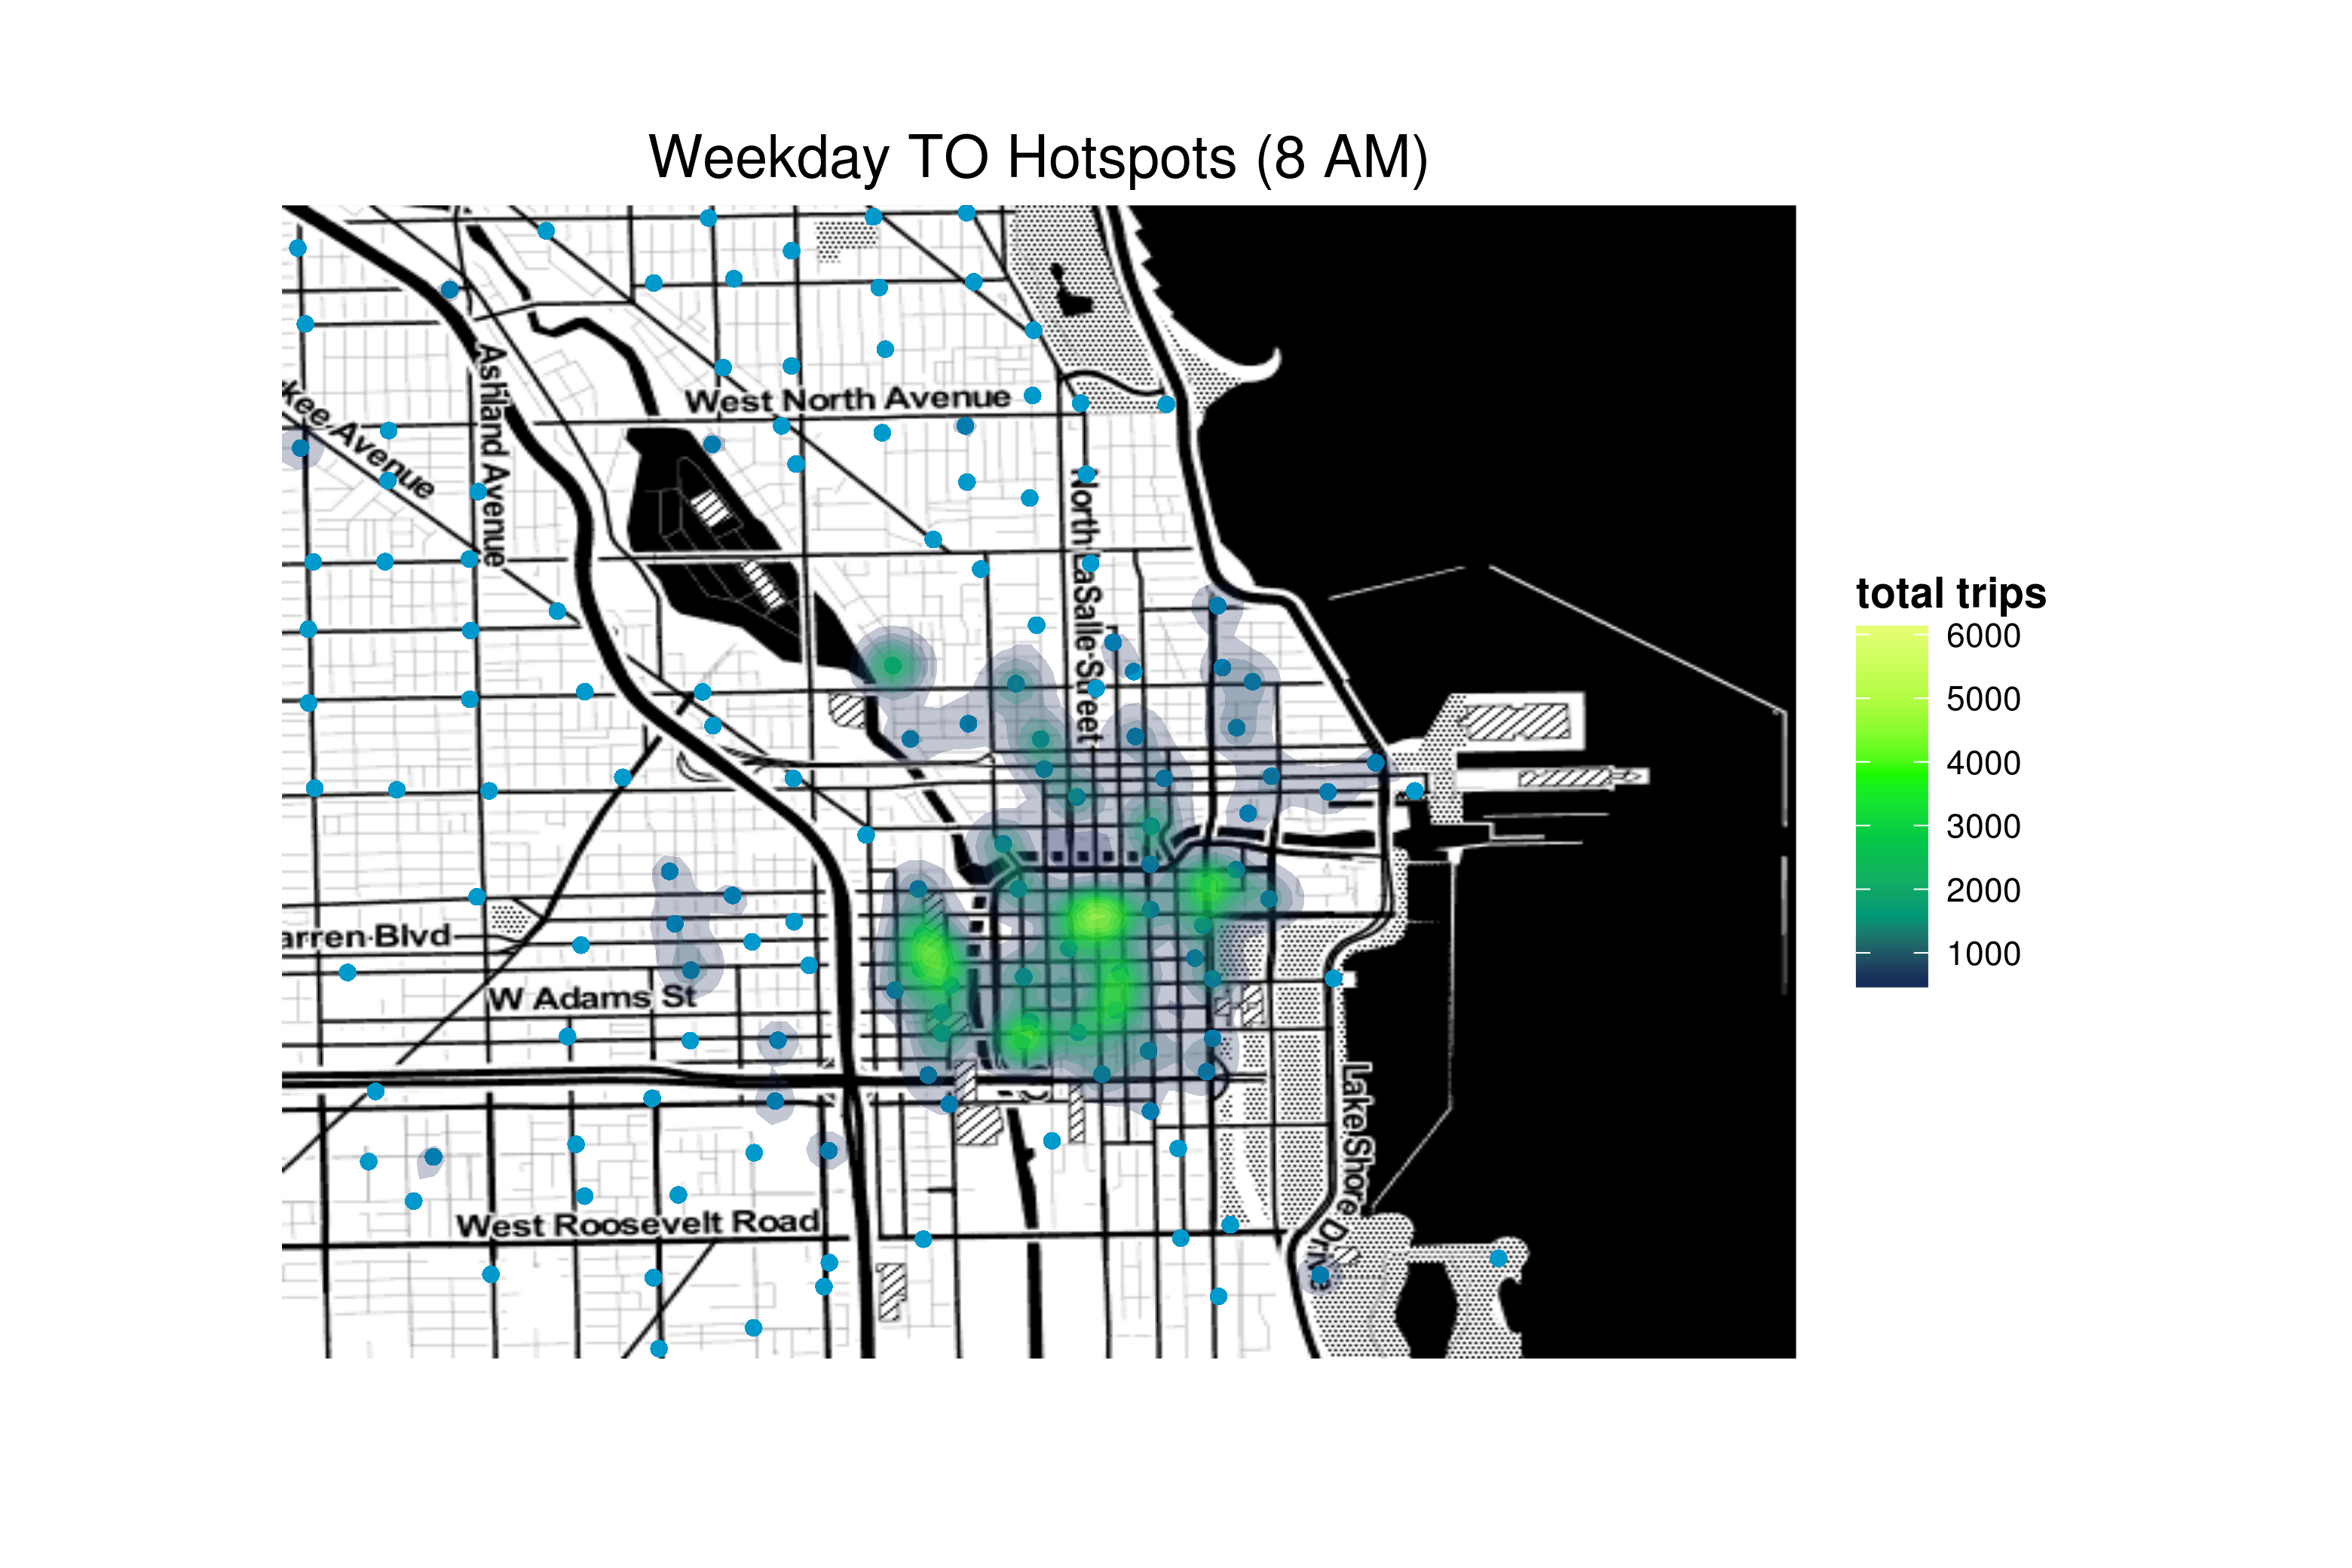 Weekday TO Hotspots (8 AM)
kee Avenue
Ashland Avenue
West North Avenue
North LaSalle Street
arren Blvd
W Adams St
West Roosevelt Road
Lake Shore Drive
total trips
6000
5000
4000
3000
2000
1000